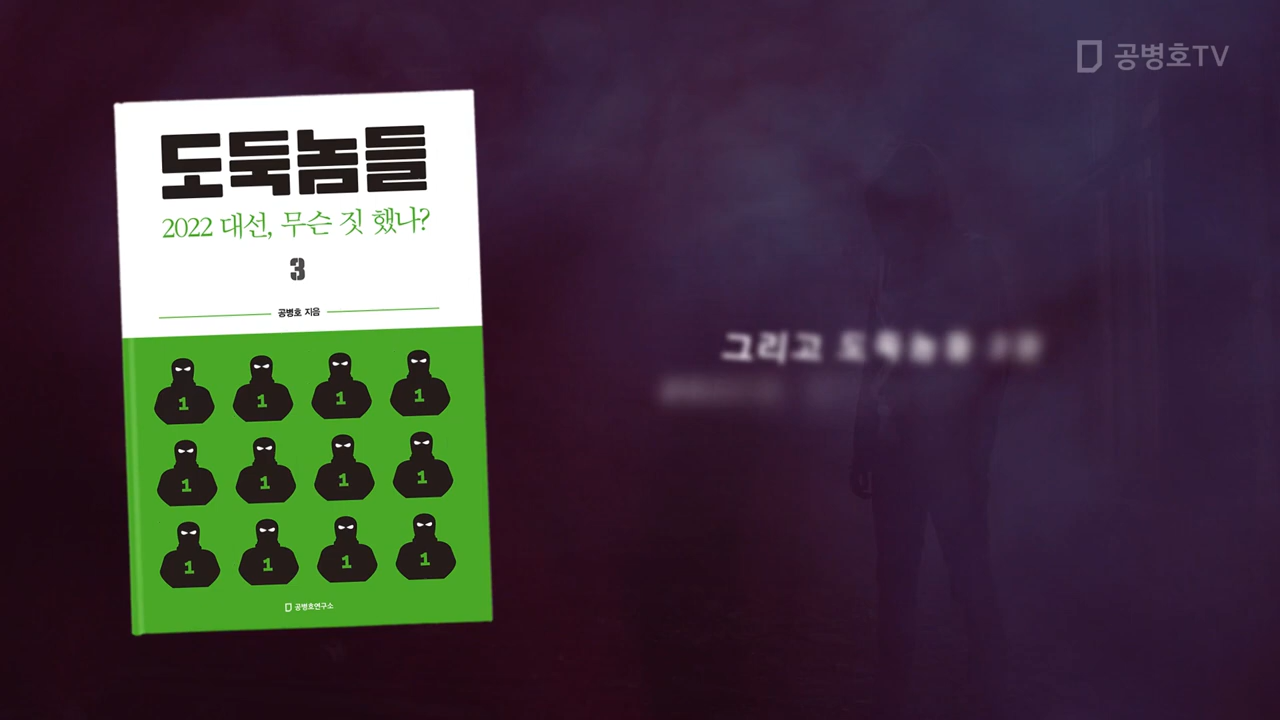 공병호TV
도둑놈들
2022 대선, 무슨 짓 했나?
3
공병호 지음
1 1 1 1
1 1 1 1
1 1 1 1
공병호연구소
그리고 도둑놈들